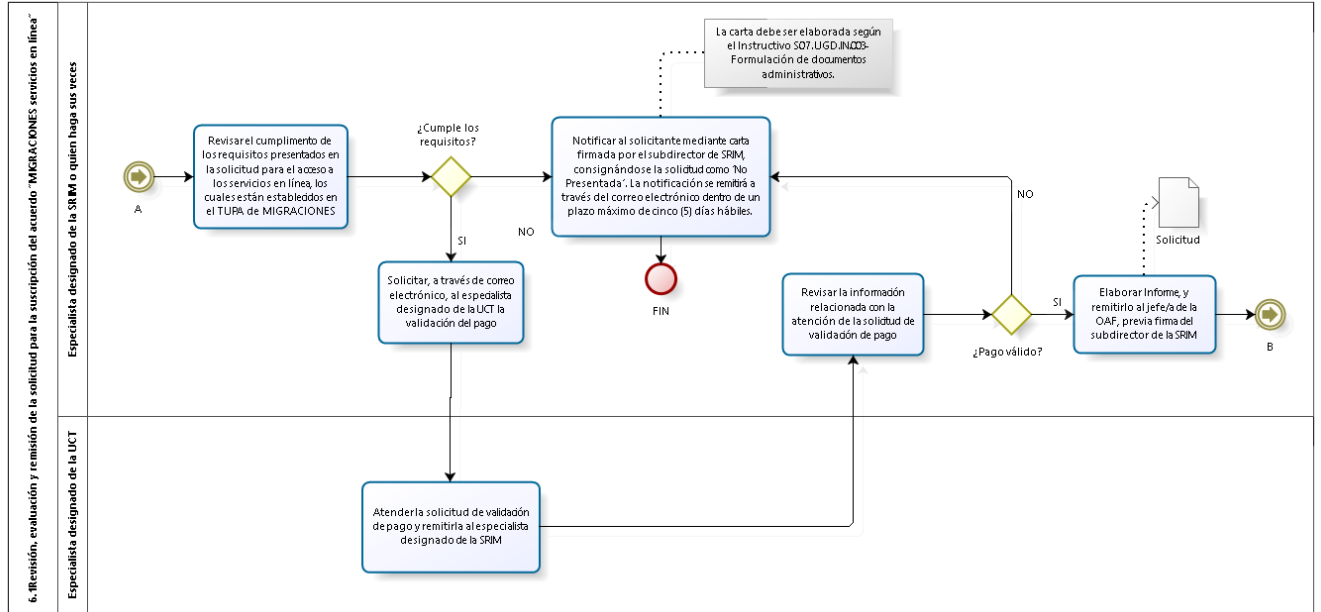 6.1Revisión, evaluación y remisión de la solicitud para la suscripción del acuerdo "MIGRACIONES servicios en línea"
Especialista designado de la SRIM o quien haga sus veces
La carta debe ser elaborada según
el Instructivo S07.UGD.IN.003-
Formulación de documentos
administrativos.
A
Revisar el cumplimento de
los requisitos presentados en
la solicitud para el acceso a
los servicios en línea, los
cuales están establecidos en
el TUPA de MIGRACIONES
¿Cumple los
requisitos?
NO
SI
Notificar al solicitante mediante carta
firmada por el subdirector de SRIM,
consignándose la solicitud como ‘No
Presentada´. La notificación se remitirá a
través del correo electrónico dentro de un
plazo máximo de cinco (5) días hábiles.
FIN
Solicitar, a través de correo
electrónico, al especialista
designado de la UCT la
validación del pago
Revisar la información
relacionada con la
atención de la solicitud de
validación de pago
¿Pago válido?
NO
SI
Solicitud
Elaborar Informe, y
remitirlo al jefe/a de la
OAF, previa firma del
subdirector de la SRIM
B
Especialista designado de la UCT
Atender la solicitud de validación
de pago y remitirla al especialista
designado de la SRIM